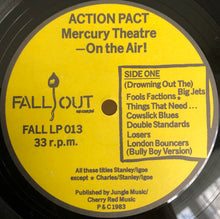 ACTION PACT
Mercury Theatre
—On the Air!
FALL OUT
RECORDS
FALL LP 013
33 r.p.m.
SIDE ONE
(Drowning Out The)
Big Jets
Fools Factions★
Things That Need ...
Cowslick Blues
Double Standards
Losers
London Bouncers
(Bully Boy Version)
All these titles Stanley/Igoe
except ★ Charles/Stanley/Igoe
Published by Jungle Music/
Cherry Red Music
P & C 1983